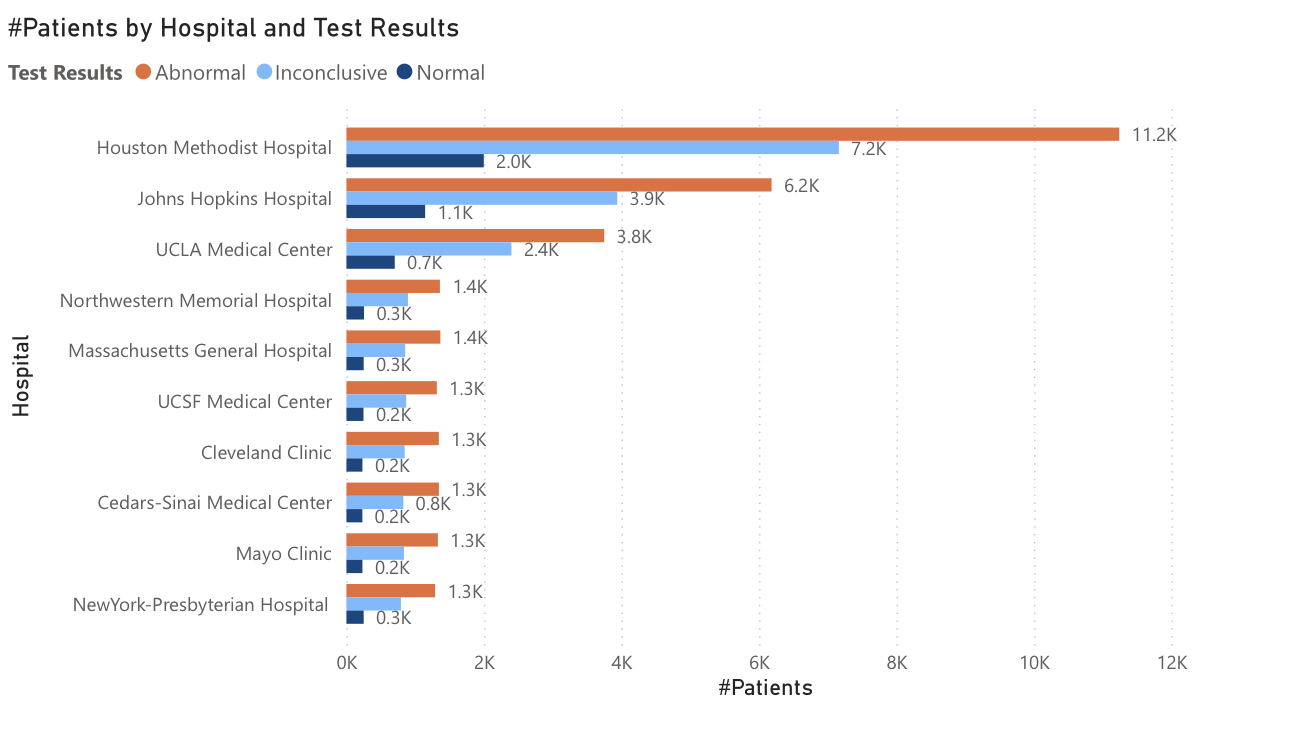 #Patients by Hospital and Test Results
Test Results Abnormal Inconclusive Normal
Houston Methodist Hospital 11.2K 7.2K 2.0K
Johns Hopkins Hospital 6.2K 3.9K 1.1K
UCLA Medical Center 3.8K 2.4K 0.7K
Northwestern Memorial Hospital 1.4K 0.3K
Massachusetts General Hospital 1.4K 0.3K
UCSF Medical Center 1.3K 0.2K
Cleveland Clinic 1.3K 0.2K
Cedars-Sinai Medical Center 1.3K 0.8K 0.2K
Mayo Clinic 1.3K 0.2K
NewYork-Presbyterian Hospital 1.3K 0.3K
Hospital
0K 2K 4K 6K 8K 10K 12K
#Patients